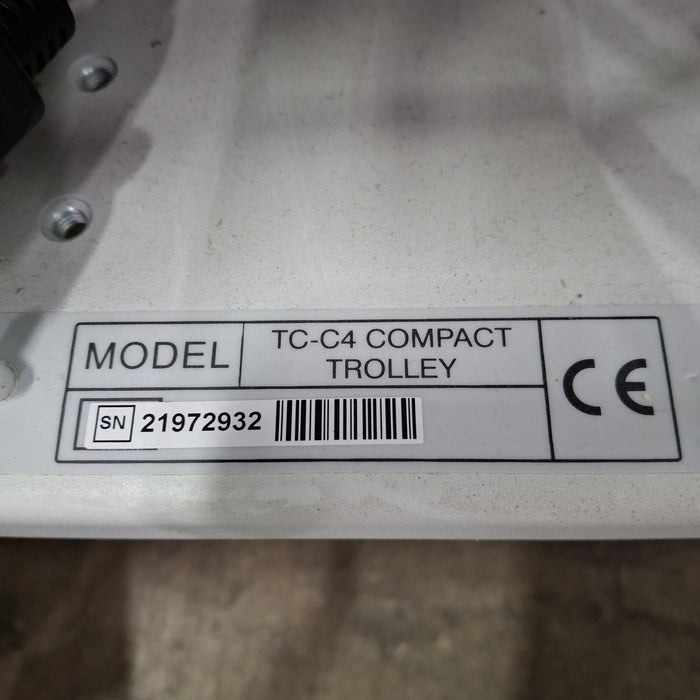 MODEL
TC-C4 COMPACT
TROLLEY
CE
SN 21972932